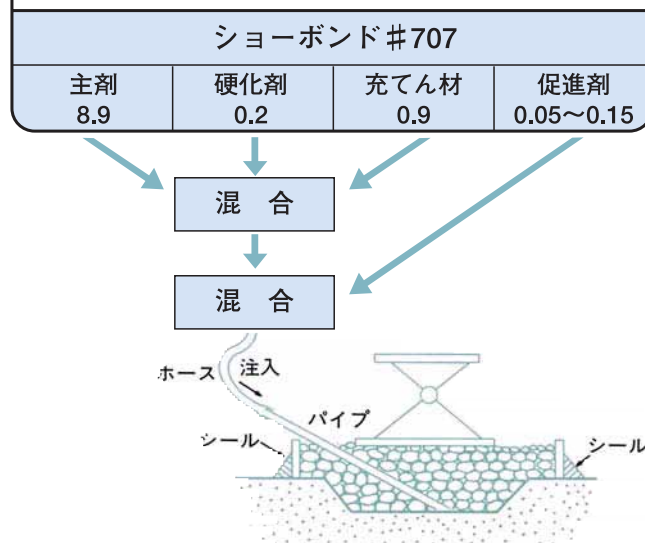 ショーボンド♯707
主剤 硬化剤 充てん材 促進剤
8.9 0.2 0.9 0.05〜0.15
混 合
混 合
ホース 注入
パイプ
シール シール